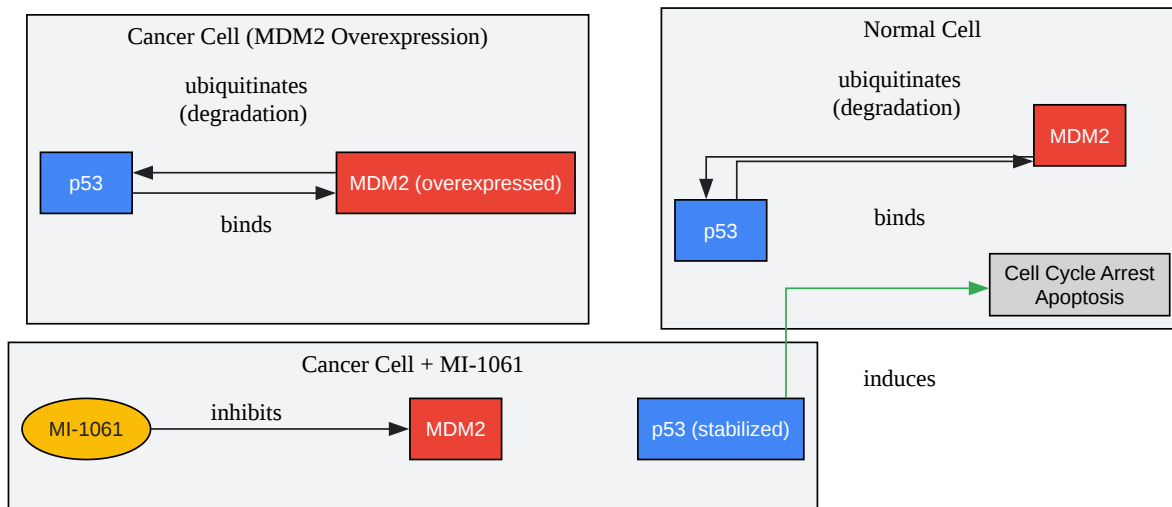 Cancer Cell (MDM2 Overexpression)
ubiquitinates
(degradation)
p53
MDM2 (overexpressed)
binds
Normal Cell
ubiquitinates
(degradation)
MDM2
p53
binds
Cell Cycle Arrest
Apoptosis
Cancer Cell + MI-1061
MI-1061
inhibits
MDM2
p53 (stabilized)
induces